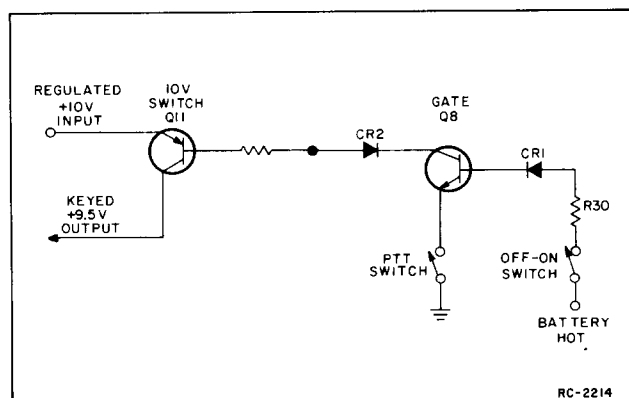 REGULATED
+10V
INPUT
10V
SWITCH
Q11
KEYED
+9.5V
OUTPUT
CR2
GATE
Q8
CR1
R30
PTT
SWITCH
OFF-ON
SWITCH
BATTERY
HOT
RC-2214